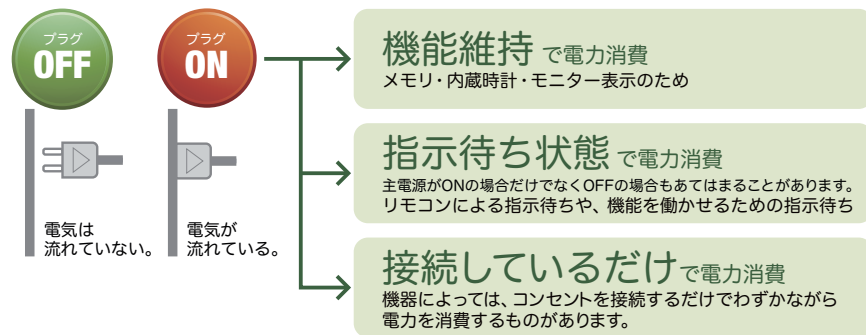 プラグ
OFF
プラグ
ON
電気は
流れていない。
電気が
流れている。
機能維持で電力消費
メモリ・内蔵時計・モニター表示のため
指示待ち状態で電力消費
主電源がONの場合だけでなくOFFの場合もあてはまることがあります。
リモコンによる指示待ちや、機能を働かせるための指示待ち
接続しているだけで電力消費
機器によっては、コンセントを接続するだけでわずかながら
電力を消費するものがあります。